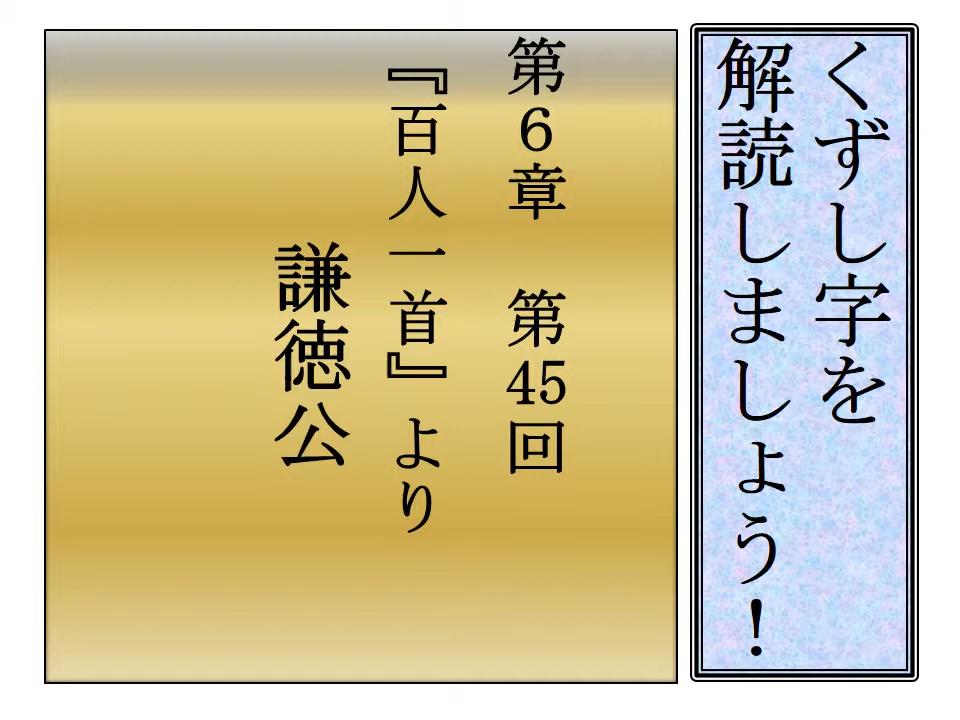 くずし字を
解読しましょう！
第６章　第45回
『百人一首』より
謙徳公